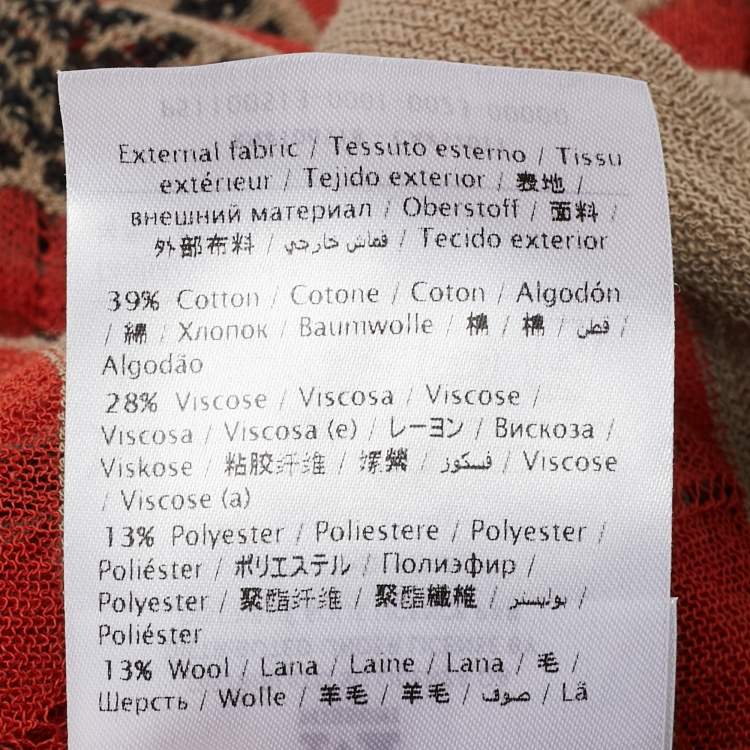 External fabric / Tessuto esterno / Tissu
extérieur / Tejido exterior / 表地 /
внешний материал / Oberstoff / 面料 /
外部布料 / قماش خارجي / Tecido exterior
39% Cotton / Cotone / Coton / Algodón
/ 綿 / Хлопок / Baumwolle / 棉 / 棉 / قطن /
Algodão
28% Viscose / Viscosa / Viscose /
Viscosa / Viscosa (e) / レーヨン / Вискоза /
Viskose / 粘胶纤维 / 嫘縈 / فسكوز / Viscose
/ Viscose (a)
13% Polyester / Poliestere / Polyester /
Poliéster / ポリエステル / Полиэфир /
Polyester / 聚酯纤维 / 聚酯纖維 / بوليستر /
Poliéster
13% Wool / Lana / Laine / Lana / 毛 /
Шерсть / Wolle / 羊毛 / 羊毛 / صوف / Lã